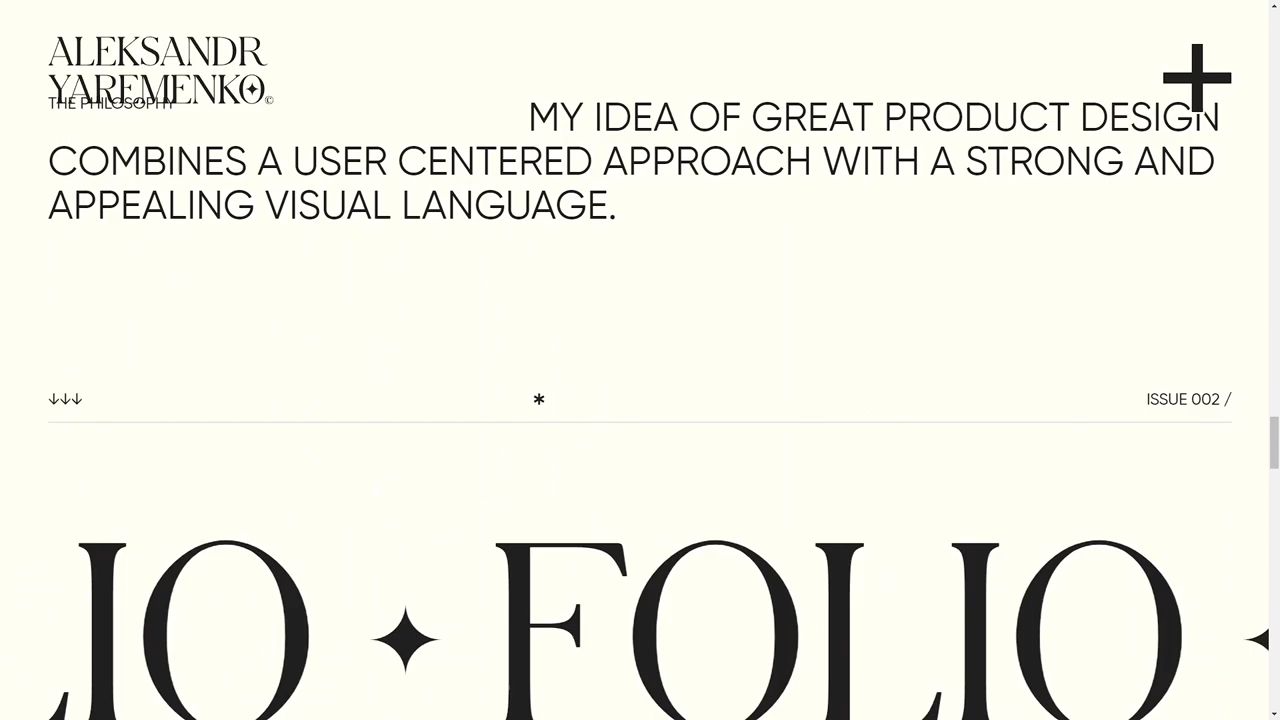 ALEKSANDR
YAREMENKO©
THE PHILOSOPHY
MY IDEA OF GREAT PRODUCT DESIGN
COMBINES A USER CENTERED APPROACH WITH A STRONG AND
APPEALING VISUAL LANGUAGE.
↓↓↓ * ISSUE 002 /
LIO ✦ FOLIO ✦